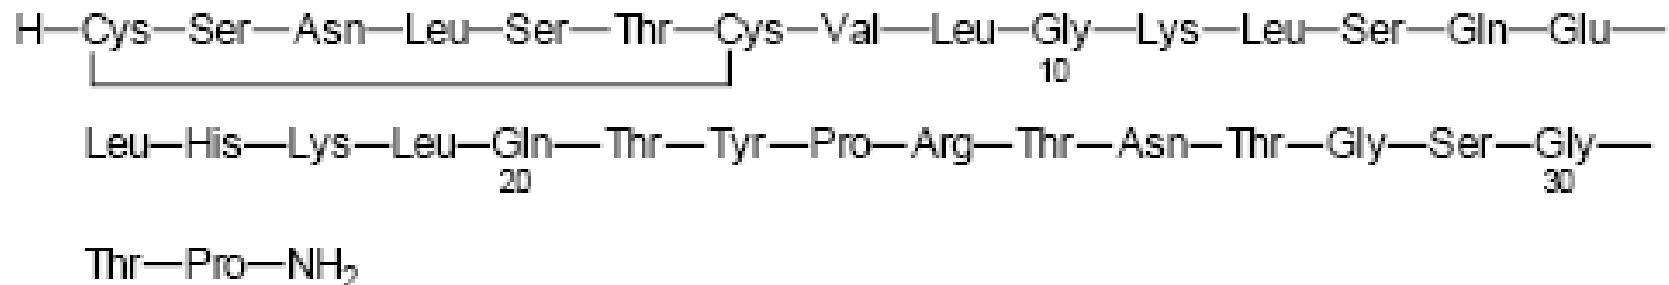 H—Cys—Ser—Asn—Leu—Ser—Thr—Cys—Val—Leu—Gly—Lys—Leu—Ser—Gln—Glu—
10
Leu—His—Lys—Leu—Gln—Thr—Tyr—Pro—Arg—Thr—Asn—Thr—Gly—Ser—Gly—
20 30
Thr—Pro—NH₂